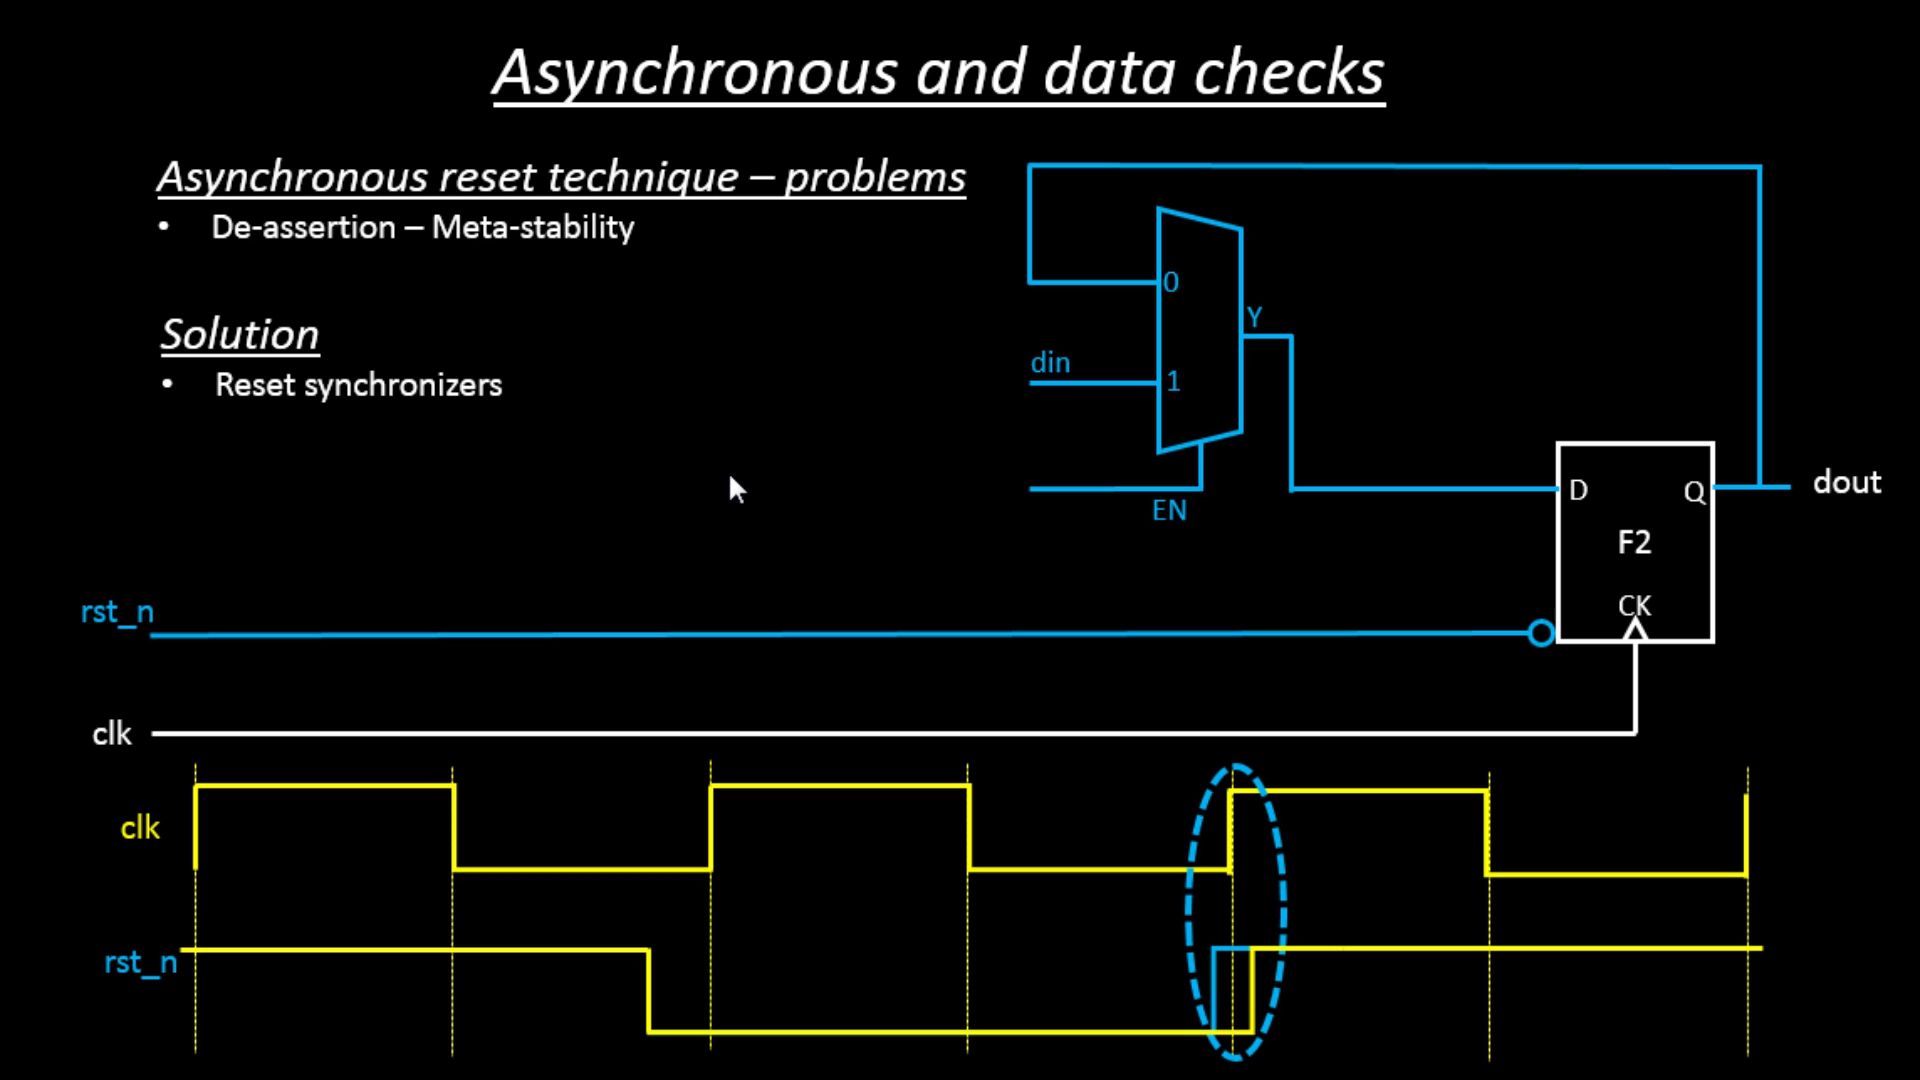 Asynchronous and data checks
Asynchronous reset technique – problems
• De-assertion – Meta-stability
Solution
• Reset synchronizers
0
Y
din
1
EN
D
Q
dout
F2
CK
rst_n
clk
clk
rst_n